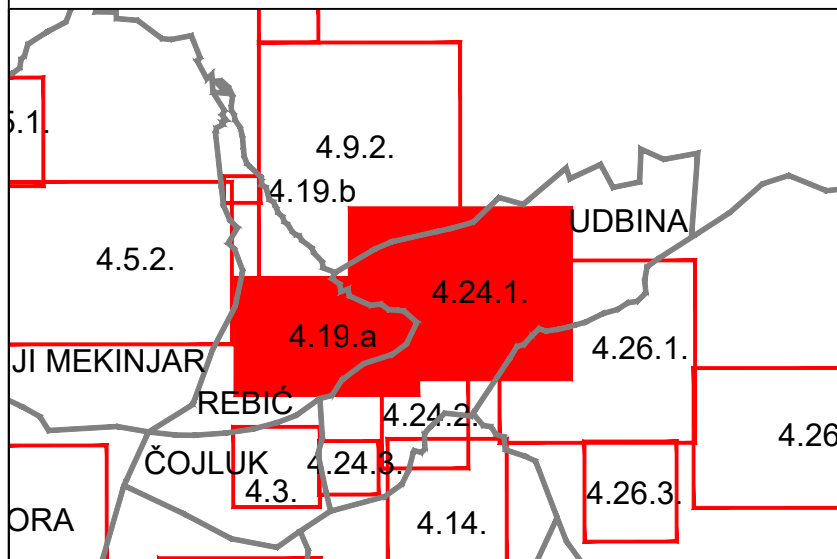 5.1.
4.9.2.
4.19.b
UDBINA
4.5.2.
4.24.1.
4.19.a
4.26.1.
JI MEKINJAR
REBIĆ
4.24.2.
4.26
ČOJLUK
4.24.3.
4.3.
4.26.3.
ORA
4.14.